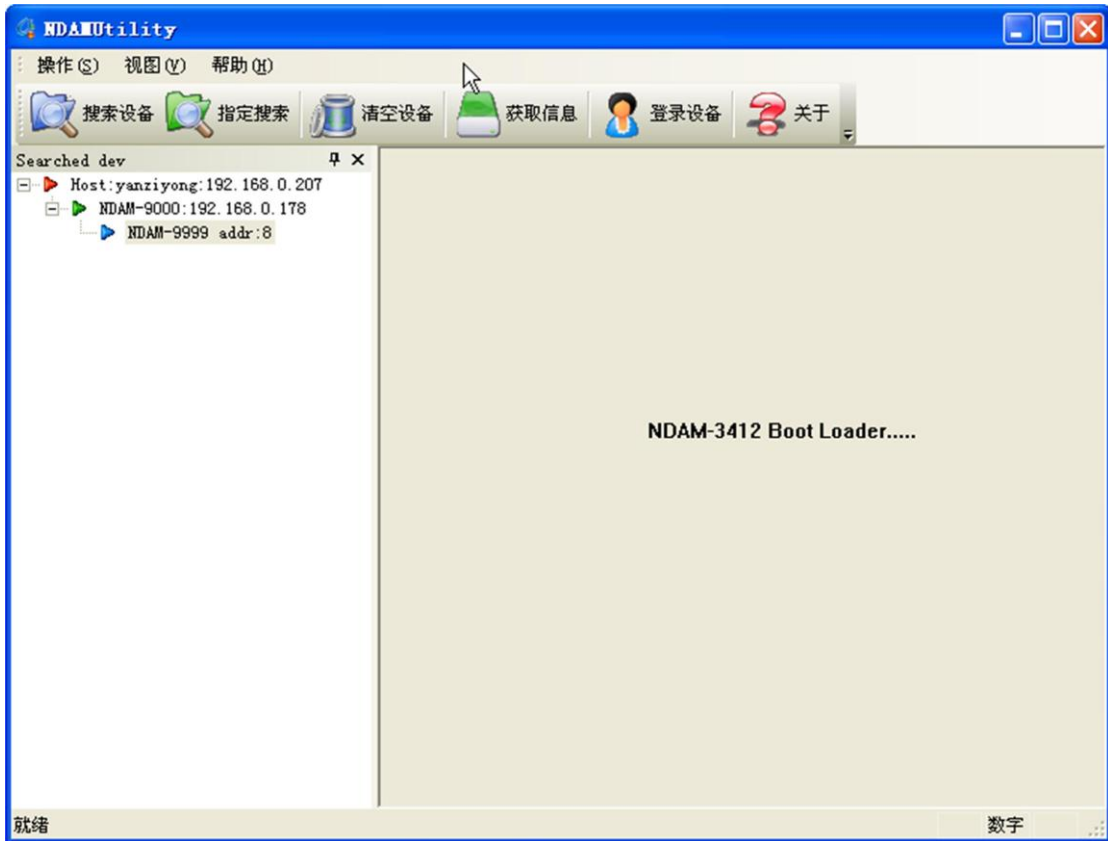 NDAMUtility
操作(S) 视图(V) 帮助(H)
搜索设备 指定搜索 清空设备 获取信息 登录设备 关于
Searched dev
Host:yanziyong:192.168.0.207
NDAM-9000:192.168.0.178
NDAM-9999 addr:8
NDAM-3412 Boot Loader.....
就绪 数字